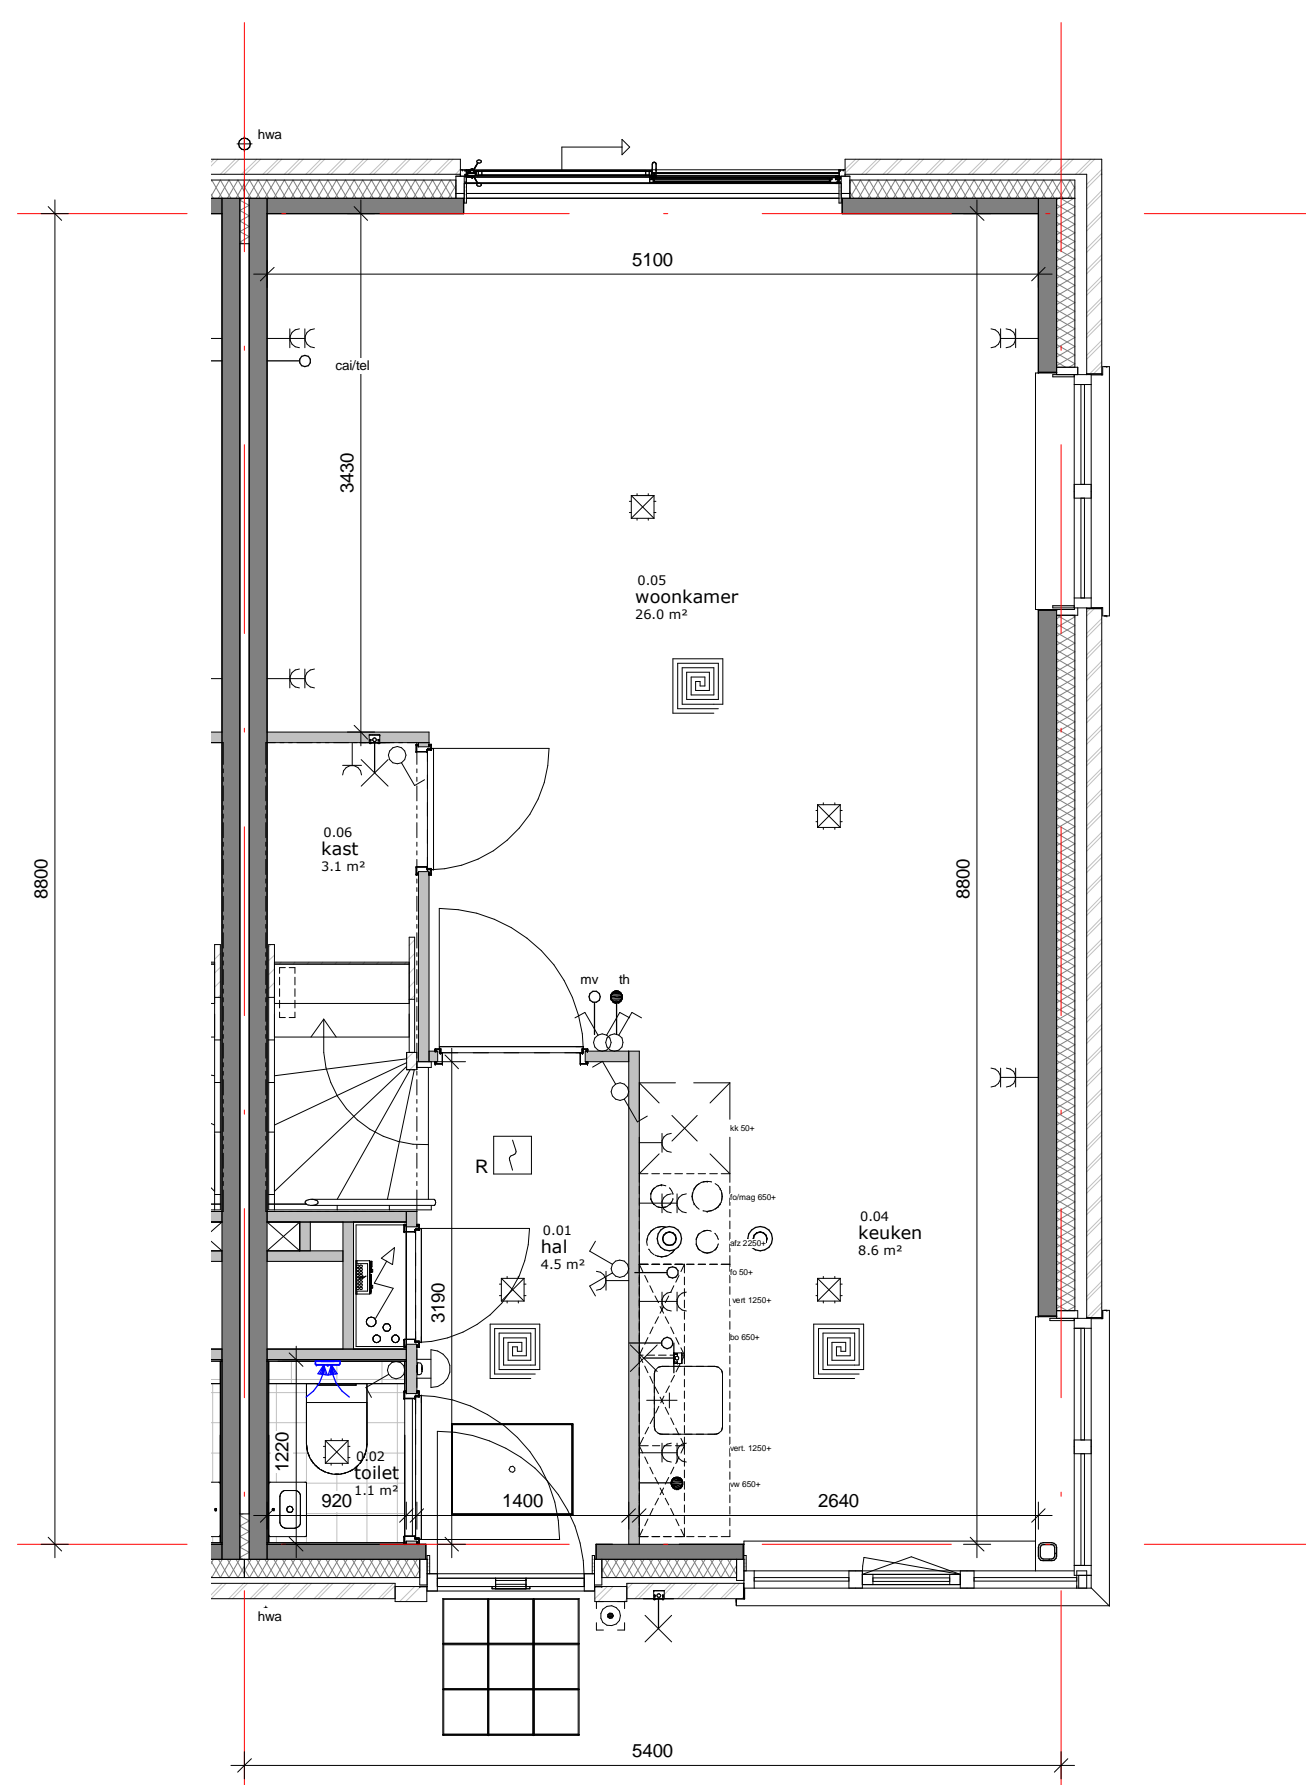 hwa
5100
cai/tel
3430
0.05
woonkamer
26.0 m²
0.06
kast
3.1 m²
8800
8800
mv
th
kk 50+
R
fo/mag 650+
0.01
hal
4.5 m²
0.04
keuken
8.6 m²
afz 2250+
fo 50+
vert 1250+
3190
bo 650+
1220
0.02
toilet
1.1 m²
vert. 1250+
vw 650+
920
1400
2640
hwa
5400